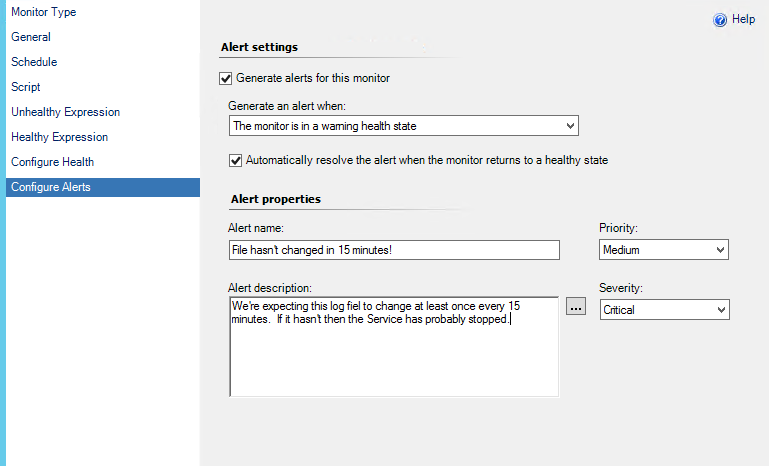 Monitor Type
General
Schedule
Script
Unhealthy Expression
Healthy Expression
Configure Health
Configure Alerts
Help
Alert settings
Generate alerts for this monitor
Generate an alert when:
The monitor is in a warning health state
Automatically resolve the alert when the monitor returns to a healthy state
Alert properties
Alert name:
Priority:
File hasn't changed in 15 minutes!
Medium
Alert description:
Severity:
We're expecting this log fiel to change at least once every 15
minutes.  If it hasn't then the Service has probably stopped.
...
Critical